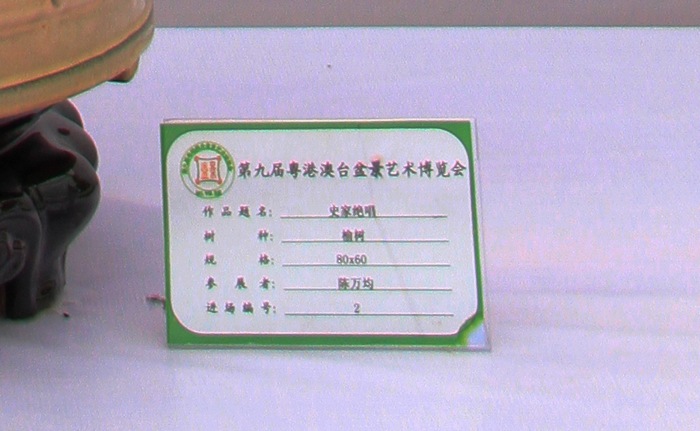 第九届粤港澳台盆景艺术博览会
作品题名: 史家绝唱
树 种: 榆树
规 格: 80x60
参 展 者: 陈万均
进场编号: 2